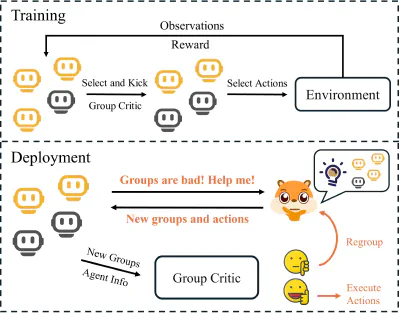 Training
Observations
Reward
Select and Kick
Group Critic
Select Actions
Environment
Deployment
Groups are bad! Help me!
New groups and actions
Regroup
New Groups
Agent Info
Group Critic
Execute
Actions